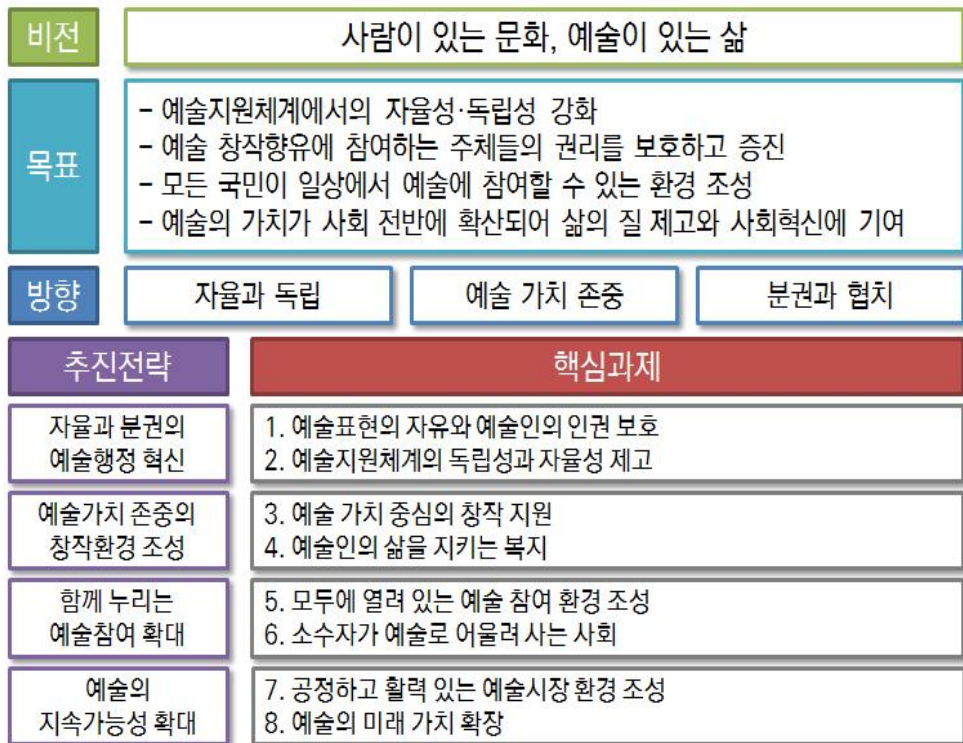 비전
사람이 있는 문화, 예술이 있는 삶
목표
- 예술지원체계에서의 자율성·독립성 강화
- 예술 창작향유에 참여하는 주체들의 권리를 보호하고 증진
- 모든 국민이 일상에서 예술에 참여할 수 있는 환경 조성
- 예술의 가치가 사회 전반에 확산되어 삶의 질 제고와 사회혁신에 기여
방향
자율과 독립
예술 가치 존중
분권과 협치
추진전략
핵심과제
자율과 분권의
예술행정 혁신
1. 예술표현의 자유와 예술인의 인권 보호
2. 예술지원체계의 독립성과 자율성 제고
예술가치 존중의
창작환경 조성
3. 예술 가치 중심의 창작 지원
4. 예술인의 삶을 지키는 복지
함께 누리는
예술참여 확대
5. 모두에 열려 있는 예술 참여 환경 조성
6. 소수자가 예술로 어울려 사는 사회
예술의
지속가능성 확대
7. 공정하고 활력 있는 예술시장 환경 조성
8. 예술의 미래 가치 확장